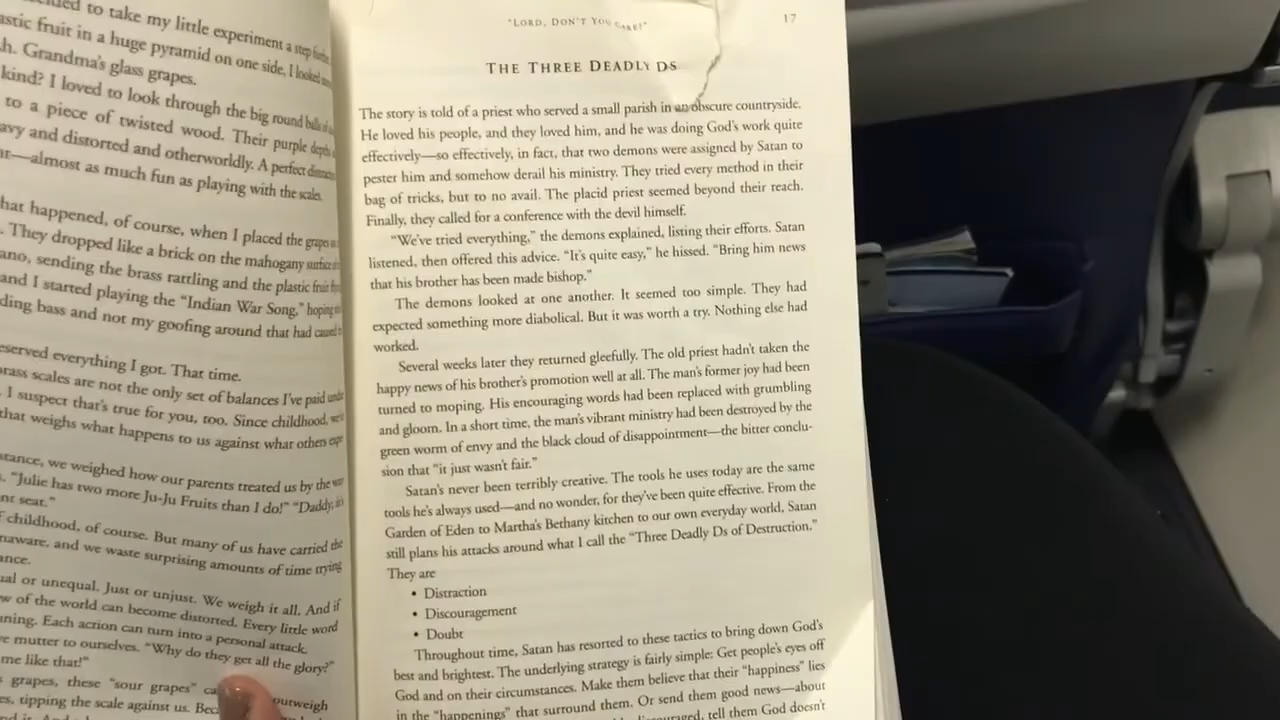 to take my little experiment a step
fruit in a huge pyramid on one side, I looked
Grandma's glass grapes.
kind? I loved to look through the big round
to a piece of twisted wood. Their purple depths
and distorted and otherworldly. A perfect
almost as much fun as playing with the scales.
happened, of course, when I placed the grapes
. They dropped like a brick on the mahogany surface
sending the brass rattling and the plastic fruit
and I started playing the "Indian War Song," hoping
bass and not my goofing around that had caused
everything I got. That time.
scales are not the only set of balances I've paid
. I suspect that's true for you, too. Since childhood,
that weighs what happens to us against what others
we weighed how our parents treated us by the
. "Julie has two more Ju-Ju Fruits than I do!" "Daddy,
seat."
childhood, of course. But many of us have carried the
and we waste surprising amounts of time trying
or unequal. Just or unjust. We weigh it all. And if
of the world can become distorted. Every little word
Each action can turn into a personal attack.
mutter to ourselves. "Why do they get all the glory?"
me like that!"
grapes, these "sour grapes" outweigh
tipping the scale against us.
"LORD, DON'T YOU CARE?" 17
THE THREE DEADLY DS
The story is told of a priest who served a small parish in an obscure countryside.
He loved his people, and they loved him, and he was doing God's work quite
effectively—so effectively, in fact, that two demons were assigned by Satan to
pester him and somehow derail his ministry. They tried every method in their
bag of tricks, but to no avail. The placid priest seemed beyond their reach.
Finally, they called for a conference with the devil himself.
"We've tried everything," the demons explained, listing their efforts. Satan
listened, then offered this advice. "It's quite easy," he hissed. "Bring him news
that his brother has been made bishop."
The demons looked at one another. It seemed too simple. They had
expected something more diabolical. But it was worth a try. Nothing else had
worked.
Several weeks later they returned gleefully. The old priest hadn't taken the
happy news of his brother's promotion well at all. The man's former joy had been
turned to moping. His encouraging words had been replaced with grumbling
and gloom. In a short time, the man's vibrant ministry had been destroyed by the
green worm of envy and the black cloud of disappointment—the bitter conclu-
sion that "it just wasn't fair."
Satan's never been terribly creative. The tools he uses today are the same
tools he's always used—and no wonder, for they've been quite effective. From the
Garden of Eden to Martha's Bethany kitchen to our own everyday world, Satan
still plans his attacks around what I call the "Three Deadly Ds of Destruction."
They are
• Distraction
• Discouragement
• Doubt
Throughout time, Satan has resorted to these tactics to bring down God's
best and brightest. The underlying strategy is fairly simple: Get people's eyes off
God and on their circumstances. Make them believe that their "happiness" lies
in the "happenings" that surround them. Or send them good news—about
tell them God doesn't